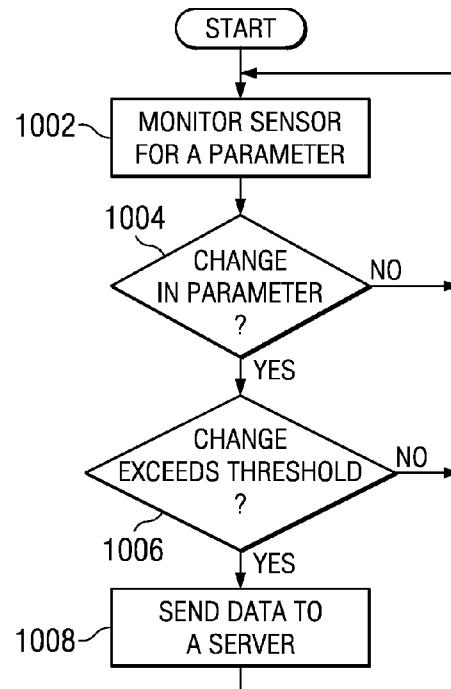 START
1002
MONITOR SENSOR
FOR A PARAMETER
1004
CHANGE
IN PARAMETER
?
NO
YES
CHANGE
EXCEEDS THRESHOLD
?
NO
1006
YES
1008
SEND DATA TO
A SERVER